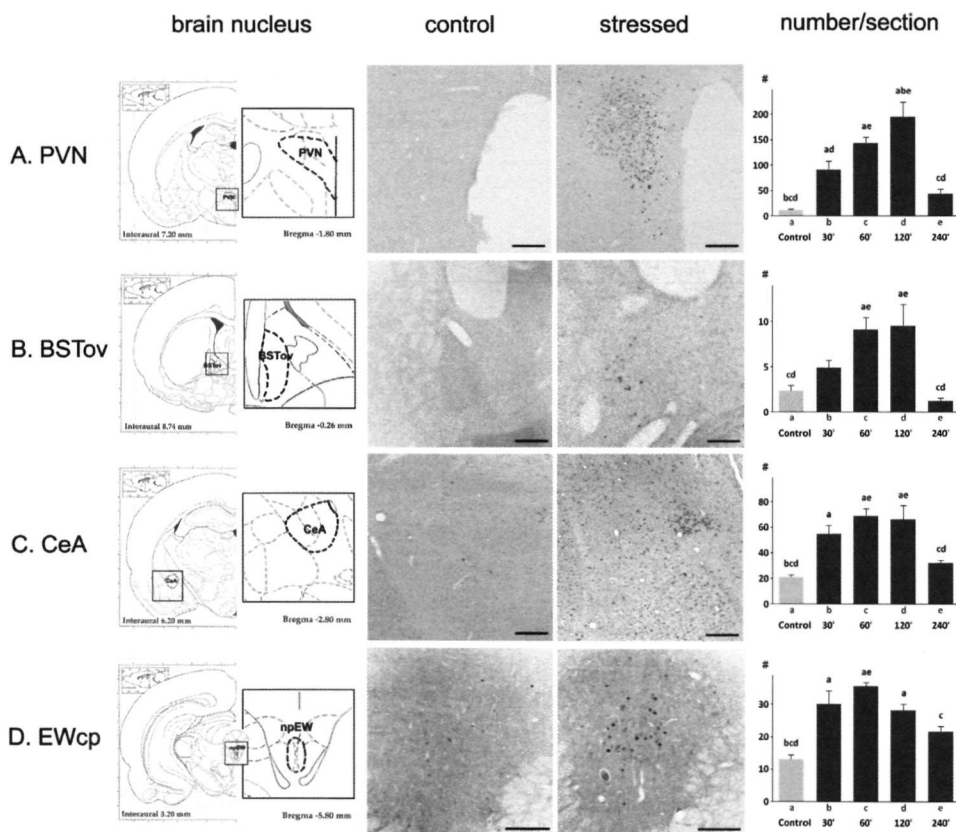 brain nucleus control stressed number/section
A. PVN
PVN
PVN
Interaural 7.20 mm
Bregma -1.80 mm
#
200
150
100
50
0
bcd ad ae abe cd
a b c d e
Control 30' 60' 120' 240'
B. BSTov
BSTov
BSTov
Interaural 8.74 mm
Bregma -0.26 mm
#
10
5
0
cd ae ae cd
a b c d e
Control 30' 60' 120' 240'
C. CeA
CeA
CeA
Interaural 6.20 mm
Bregma -2.80 mm
#
80
60
40
20
0
bcd a ae ae cd
a b c d e
Control 30' 60' 120' 240'
D. EWcp
npEW
npEW
Interaural 3.20 mm
Bregma -5.80 mm
#
30
20
10
0
bcd a ae a c
a b c d e
Control 30' 60' 120' 240'